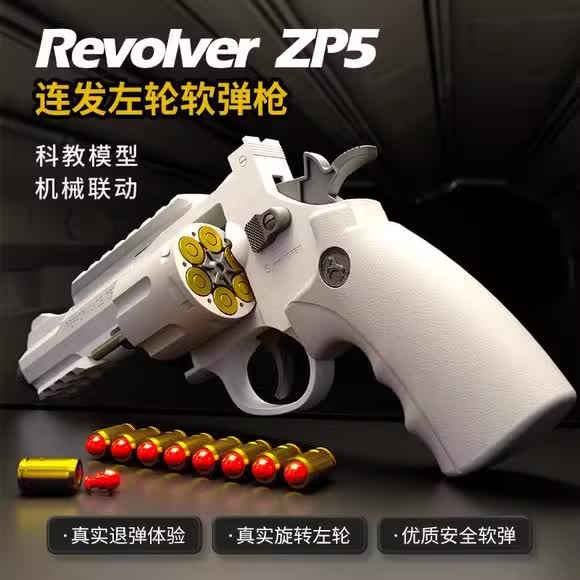 Revolver ZP5
连发左轮软弹枪
科教模型
机械联动
·真实退弹体验·
·真实旋转左轮·
·优质安全软弹·